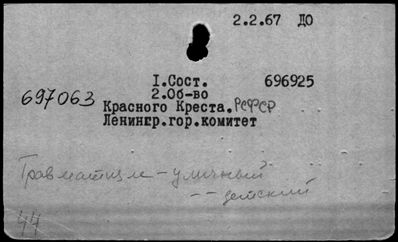 2.2.67 ДО
1.Сост. 696925
2.Об-во
697063
Красного Креста. РСФСР
Ленингр.гор.комитет
Травматизм - уличный
-- детский
44